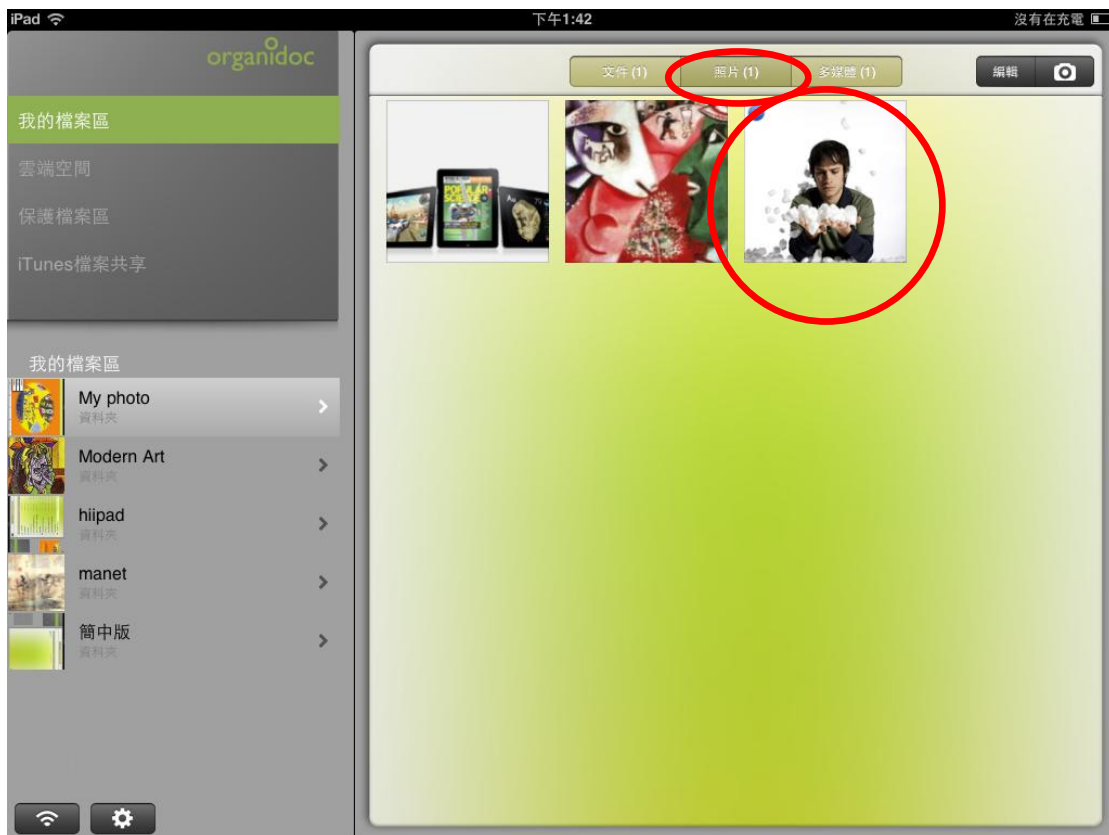 iPad
下午1:42
沒有在充電
organidoc
我的檔案區
雲端空間
保護檔案區
iTunes檔案共享
我的檔案區
My photo
資料夾
Modern Art
資料夾
hiipad
資料夾
manet
資料夾
簡中版
資料夾
文件 (1)
照片 (1)
多媒體 (1)
編輯
POPULAR
SCIENCE
Au
79